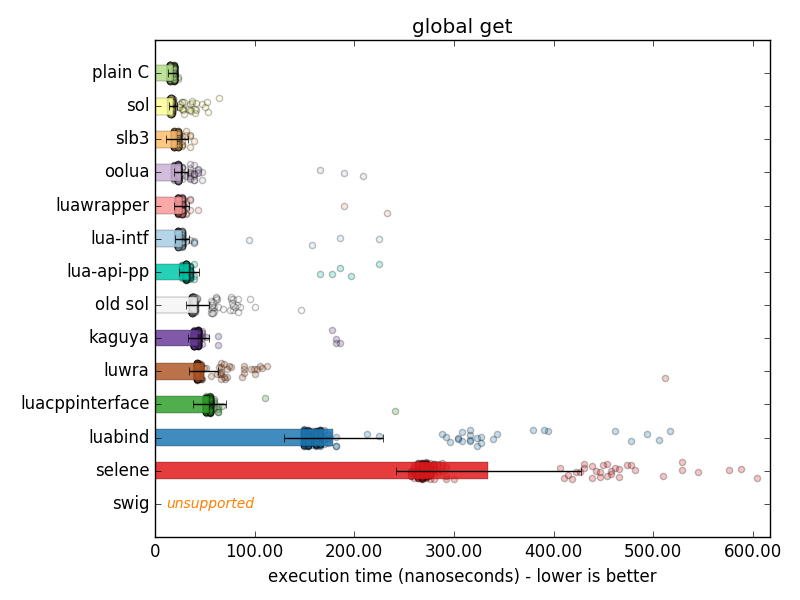 global get
plain C
sol
slb3
oolua
luawrapper
lua-intf
lua-api-pp
old sol
kaguya
luwra
luacppinterface
luabind
selene
swig unsupported
0 100.00 200.00 300.00 400.00 500.00 600.00
execution time (nanoseconds) - lower is better